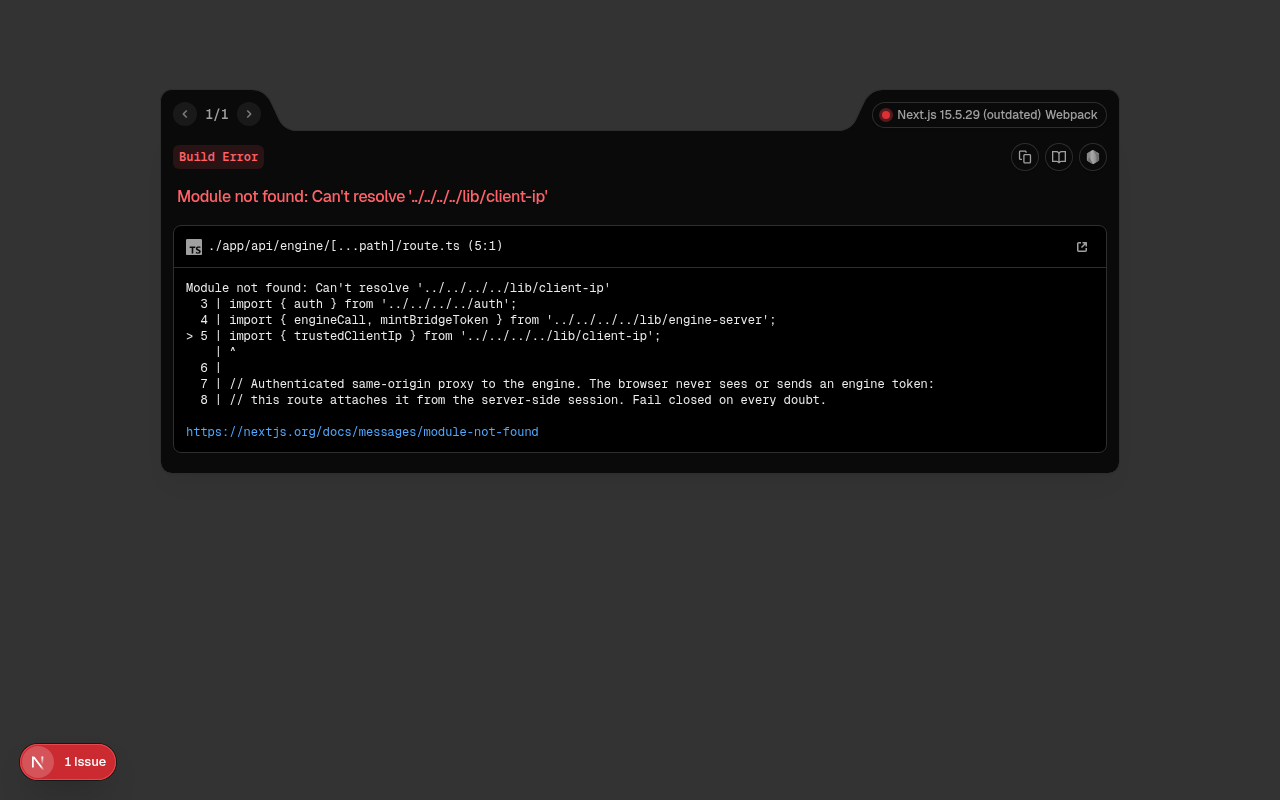 1/1
Next.js 15.5.29 (outdated) Webpack
Build Error
Module not found: Can't resolve '../../../../lib/client-ip'
TS ./app/api/engine/[...path]/route.ts (5:1)
Module not found: Can't resolve '../../../../lib/client-ip'
3 | import { auth } from '../../../../auth';
4 | import { engineCall, mintBridgeToken } from '../../../../lib/engine-server';
> 5 | import { trustedClientIp } from '../../../../lib/client-ip';
| ^
6 |
7 | // Authenticated same-origin proxy to the engine. The browser never sees or sends an engine token:
8 | // this route attaches it from the server-side session. Fail closed on every doubt.
https://nextjs.org/docs/messages/module-not-found
N 1 Issue